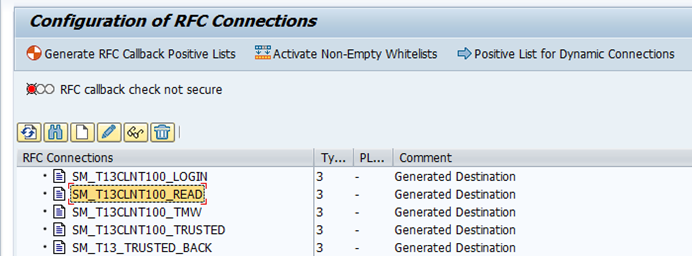 Configuration of RFC Connections
Generate RFC Callback Positive Lists Activate Non-Empty Whitelists Positive List for Dynamic Connections
RFC callback check not secure
RFC Connections Ty... PL... Comment
SM_T13CLNT100_LOGIN 3 - Generated Destination
SM_T13CLNT100_READ 3 - Generated Destination
SM_T13CLNT100_TMW 3 - Generated Destination
SM_T13CLNT100_TRUSTED 3 - Generated Destination
SM_T13_TRUSTED_BACK 3 - Generated Destination